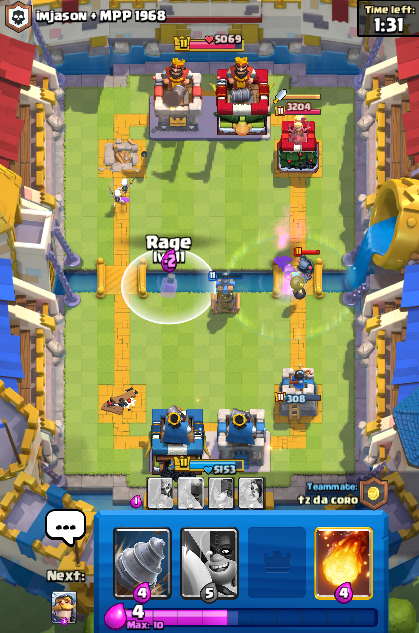 imjason + MPP 1968
Time left:
1:31
5069
3204
Rage
-2
308
5153
Teammate:
tz da coro
Next:
4
5
4
4
Max: 10